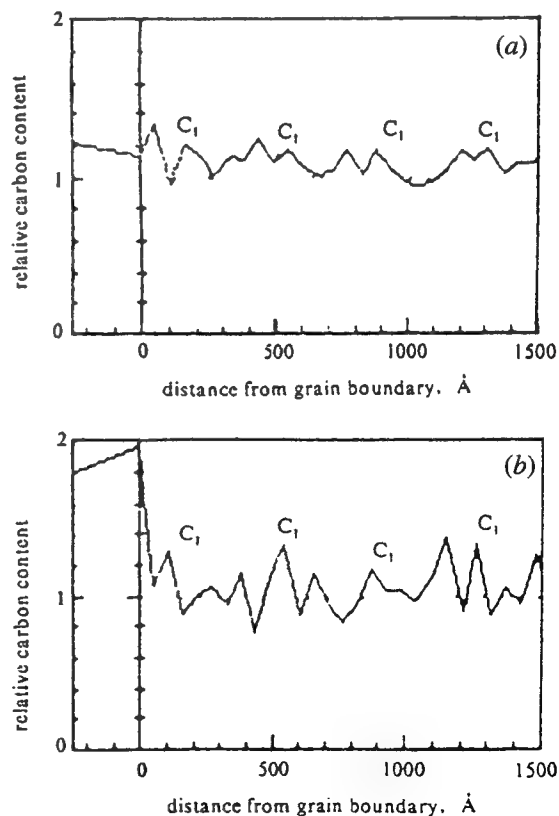 2
(a)
C₁ C₁ C₁ C₁
1
relative carbon content
0
0 500 1000 1500
distance from grain boundary. Å
2
(b)
C₁ C₁ C₁ C₁
1
relative carbon content
0
0 500 1000 1500
distance from grain boundary. Å